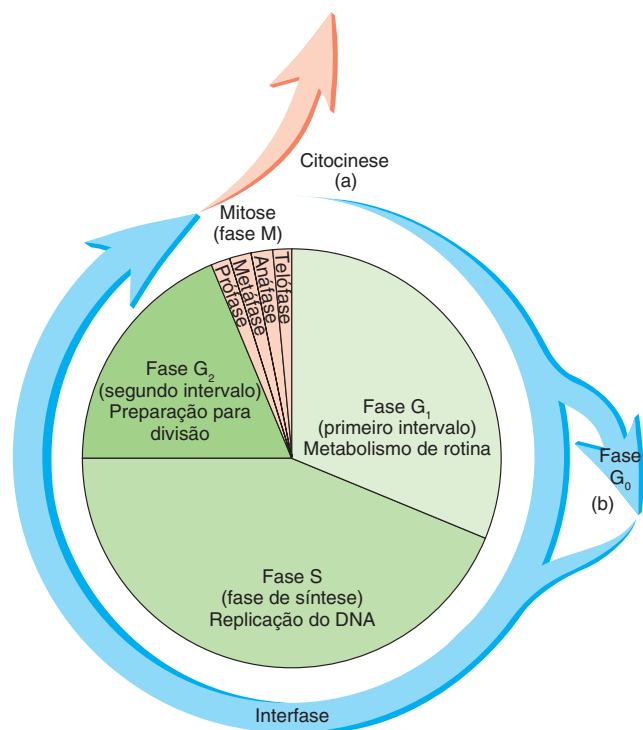 Citocinese
(a)
Mitose
(fase M)
Prófase
Metáfase
Anáfase
Telófase
Fase G₂
(segundo intervalo)
Preparação para
divisão
Fase G₁
(primeiro intervalo)
Metabolismo de rotina
Fase
G₀
(b)
Fase S
(fase de síntese)
Replicação do DNA
Interfase